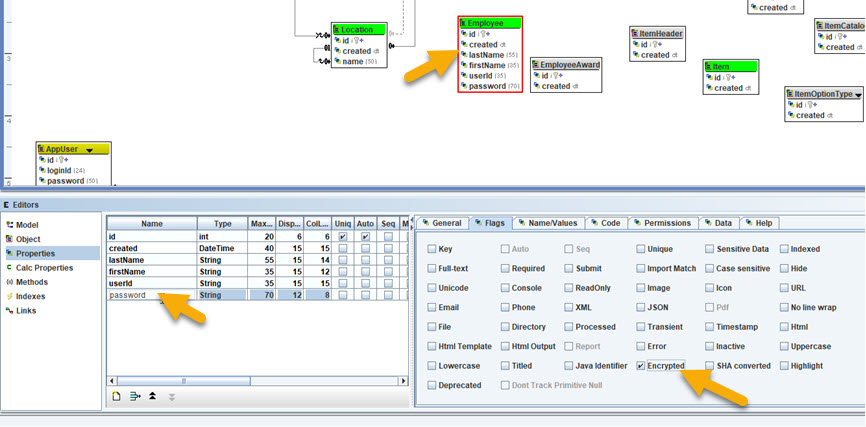 created
ItemCatalo
id
created
Location
id
created dt
name (50)
Employee
id
created dt
lastName (55)
firstName (35)
userId (35)
password (70)
EmployeeAward
id
created
ItemHeader
id
created
Item
id
created
ItemOptionType
id
created
3
4
5
AppUser
id
loginId (24)
password (50)
Editors
Model
Object
Properties
Calc Properties
Methods
Indexes
Links
Name Type Max... Disp... ColL... Uniq Auto Seq M
id int 20 6 6
created DateTime 40 15 15
lastName String 55 15 14
firstName String 35 15 12
userId String 35 15 15
password String 70 12 8
General Flags Name/Values Code Permissions Data Help
Key Auto Seq Unique Sensitive Data Indexed
Full-text Required Submit Import Match Case sensitive Hide
Unicode Console ReadOnly Image Icon URL
Email Phone XML JSON Pdf No line wrap
File Directory Processed Transient Timestamp Html
Html Template Html Output Report Error Inactive Uppercase
Lowercase Titled Java Identifier Encrypted SHA converted Highlight
Deprecated Dont Track Primitive Null